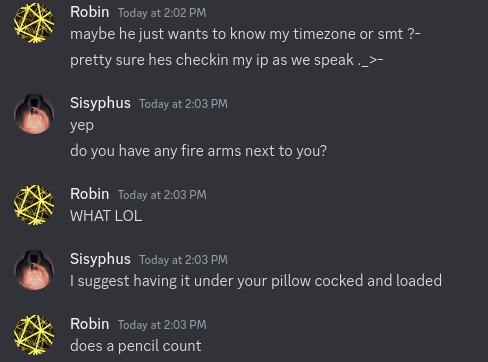 Robin Today at 2:02 PM
maybe he just wants to know my timezone or smt ?-
pretty sure hes checkin my ip as we speak ._>-
Sisyphus Today at 2:03 PM
yep
do you have any fire arms next to you?
Robin Today at 2:03 PM
WHAT LOL
Sisyphus Today at 2:03 PM
I suggest having it under your pillow cocked and loaded
Robin Today at 2:03 PM
does a pencil count